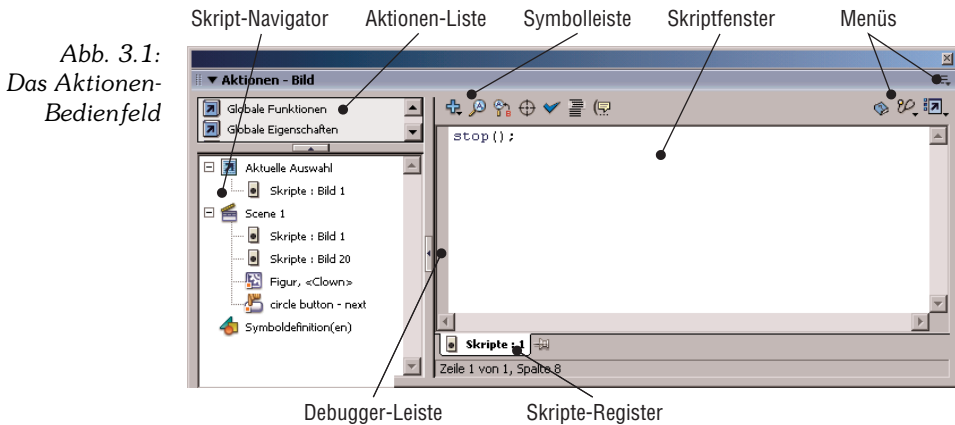 Skript-Navigator Aktionen-Liste Symbolleiste Skriptfenster Menüs
Abb. 3.1:
Das Aktionen-
Bedienfeld
Aktionen - Bild
Globale Funktionen
Globale Eigenschaften
stop();
Aktuelle Auswahl
Skripte : Bild 1
Scene 1
Skripte : Bild 1
Skripte : Bild 20
Figur, <Clown>
circle button - next
Symboldefinition(en)
Skripte : 1
Zeile 1 von 1, Spalte 8
Debugger-Leiste Skripte-Register